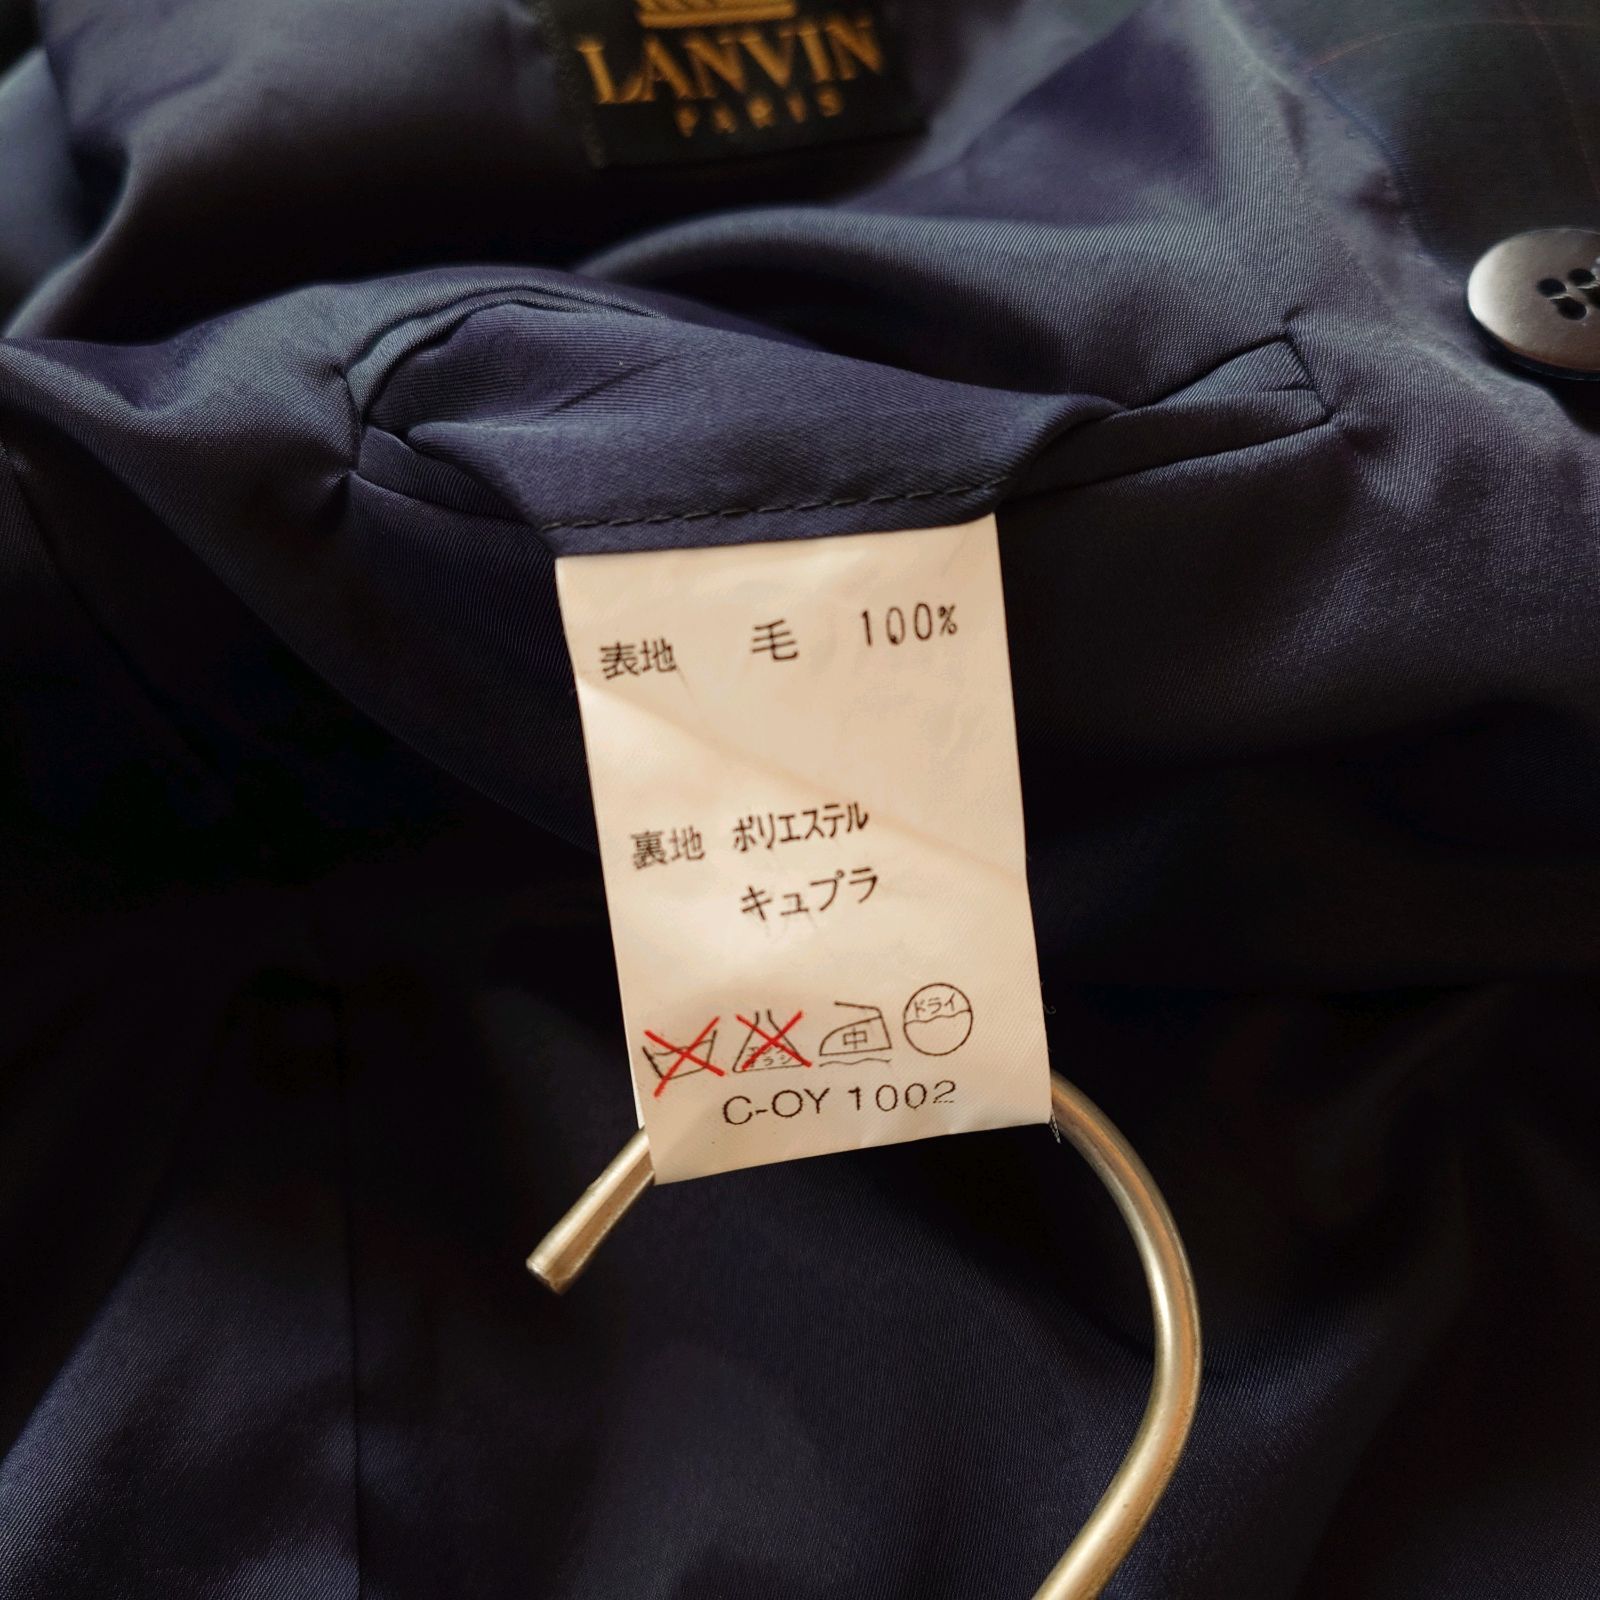 LANVIN
PARIS
表地 毛 100%
裏地 ポリエステル
キュプラ
中
ドライ
C-OY 1002